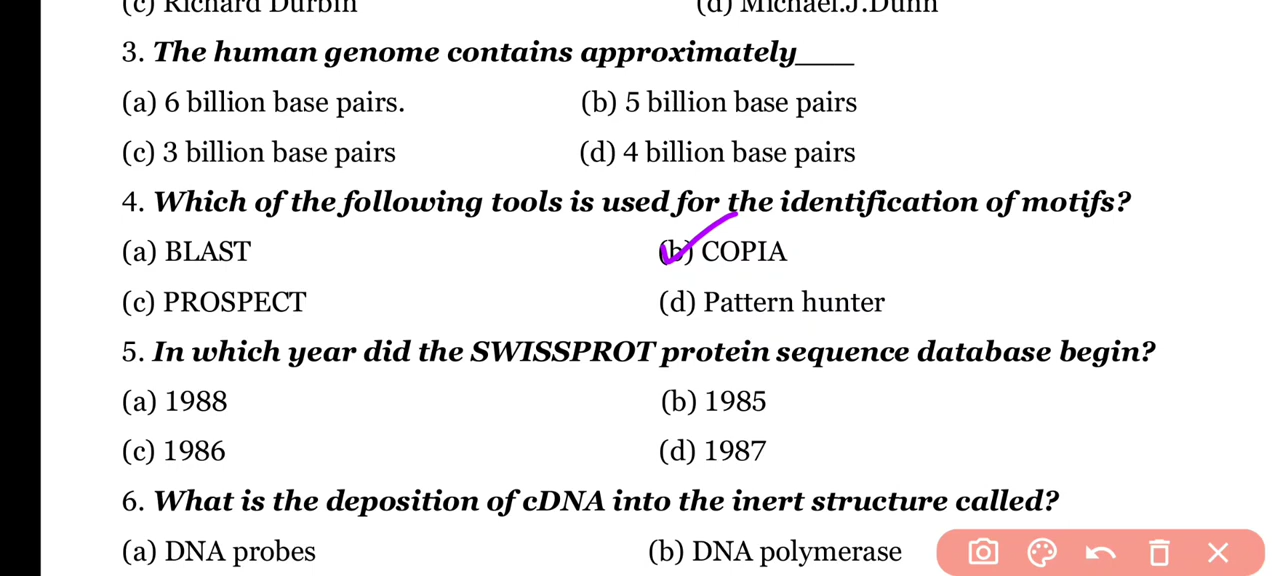 (c) Richard Durbin (d) Michael.J.Dunn
3. The human genome contains approximately____
(a) 6 billion base pairs. (b) 5 billion base pairs
(c) 3 billion base pairs (d) 4 billion base pairs
4. Which of the following tools is used for the identification of motifs?
(a) BLAST (b) COPIA
(c) PROSPECT (d) Pattern hunter
5. In which year did the SWISSPROT protein sequence database begin?
(a) 1988 (b) 1985
(c) 1986 (d) 1987
6. What is the deposition of cDNA into the inert structure called?
(a) DNA probes (b) DNA polymerase